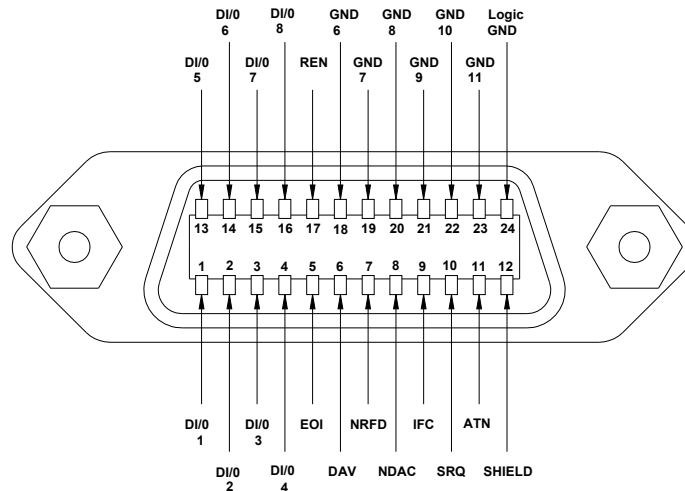 DI/0 6
DI/0 8
GND 6
GND 8
GND 10
Logic GND
DI/0 5
DI/0 7
REN
GND 7
GND 9
GND 11
13 14 15 16 17 18 19 20 21 22 23 24
1 2 3 4 5 6 7 8 9 10 11 12
DI/0 1
DI/0 3
EOI
NRFD
IFC
ATN
DI/0 2
DI/0 4
DAV
NDAC
SRQ
SHIELD